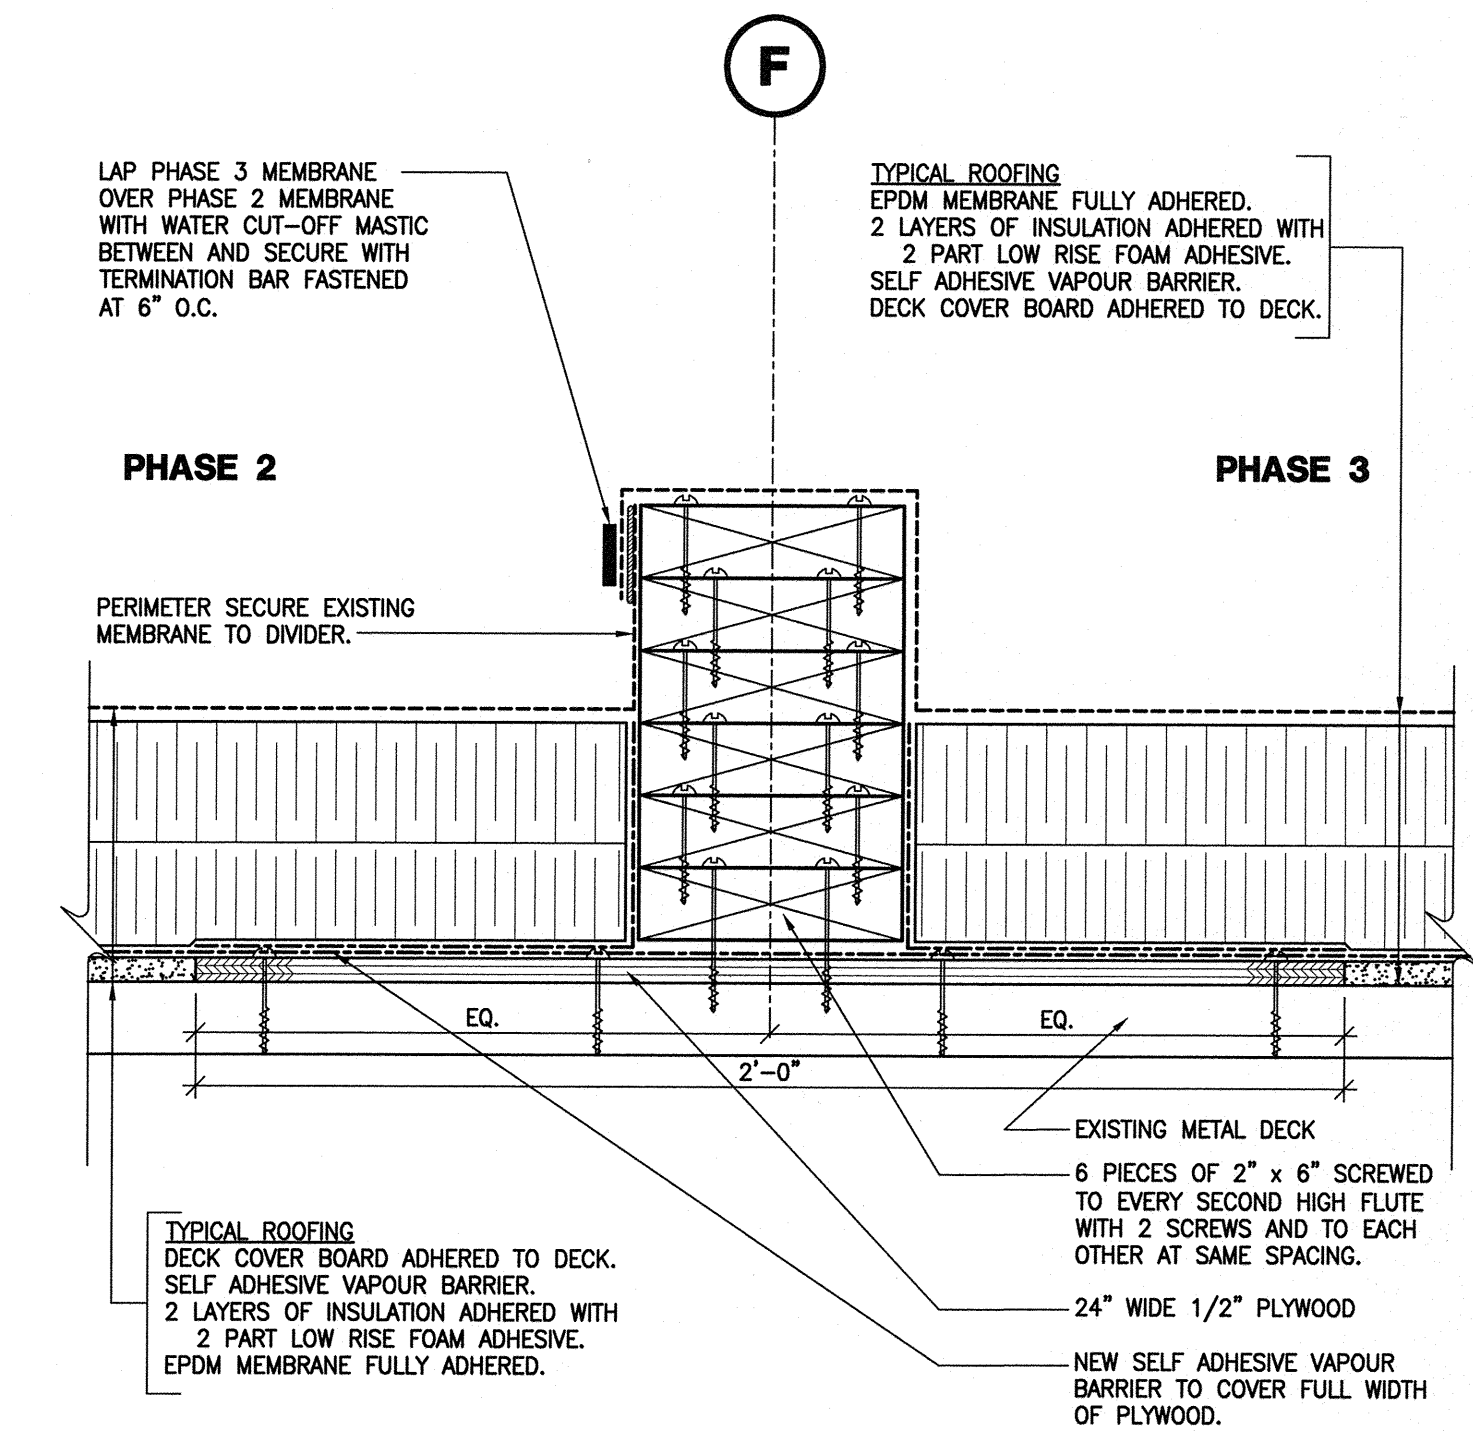 F
LAP PHASE 3 MEMBRANE
OVER PHASE 2 MEMBRANE
WITH WATER CUT-OFF MASTIC
BETWEEN AND SECURE WITH
TERMINATION BAR FASTENED
AT 6" O.C.
TYPICAL ROOFING
EPDM MEMBRANE FULLY ADHERED.
2 LAYERS OF INSULATION ADHERED WITH
2 PART LOW RISE FOAM ADHESIVE.
SELF ADHESIVE VAPOUR BARRIER.
DECK COVER BOARD ADHERED TO DECK.
PHASE 2
PHASE 3
PERIMETER SECURE EXISTING
MEMBRANE TO DIVIDER.
EQ.
EQ.
2'-0"
EXISTING METAL DECK
6 PIECES OF 2" x 6" SCREWED
TO EVERY SECOND HIGH FLUTE
WITH 2 SCREWS AND TO EACH
OTHER AT SAME SPACING.
24" WIDE 1/2" PLYWOOD
NEW SELF ADHESIVE VAPOUR
BARRIER TO COVER FULL WIDTH
OF PLYWOOD.
TYPICAL ROOFING
DECK COVER BOARD ADHERED TO DECK.
SELF ADHESIVE VAPOUR BARRIER.
2 LAYERS OF INSULATION ADHERED WITH
2 PART LOW RISE FOAM ADHESIVE.
EPDM MEMBRANE FULLY ADHERED.